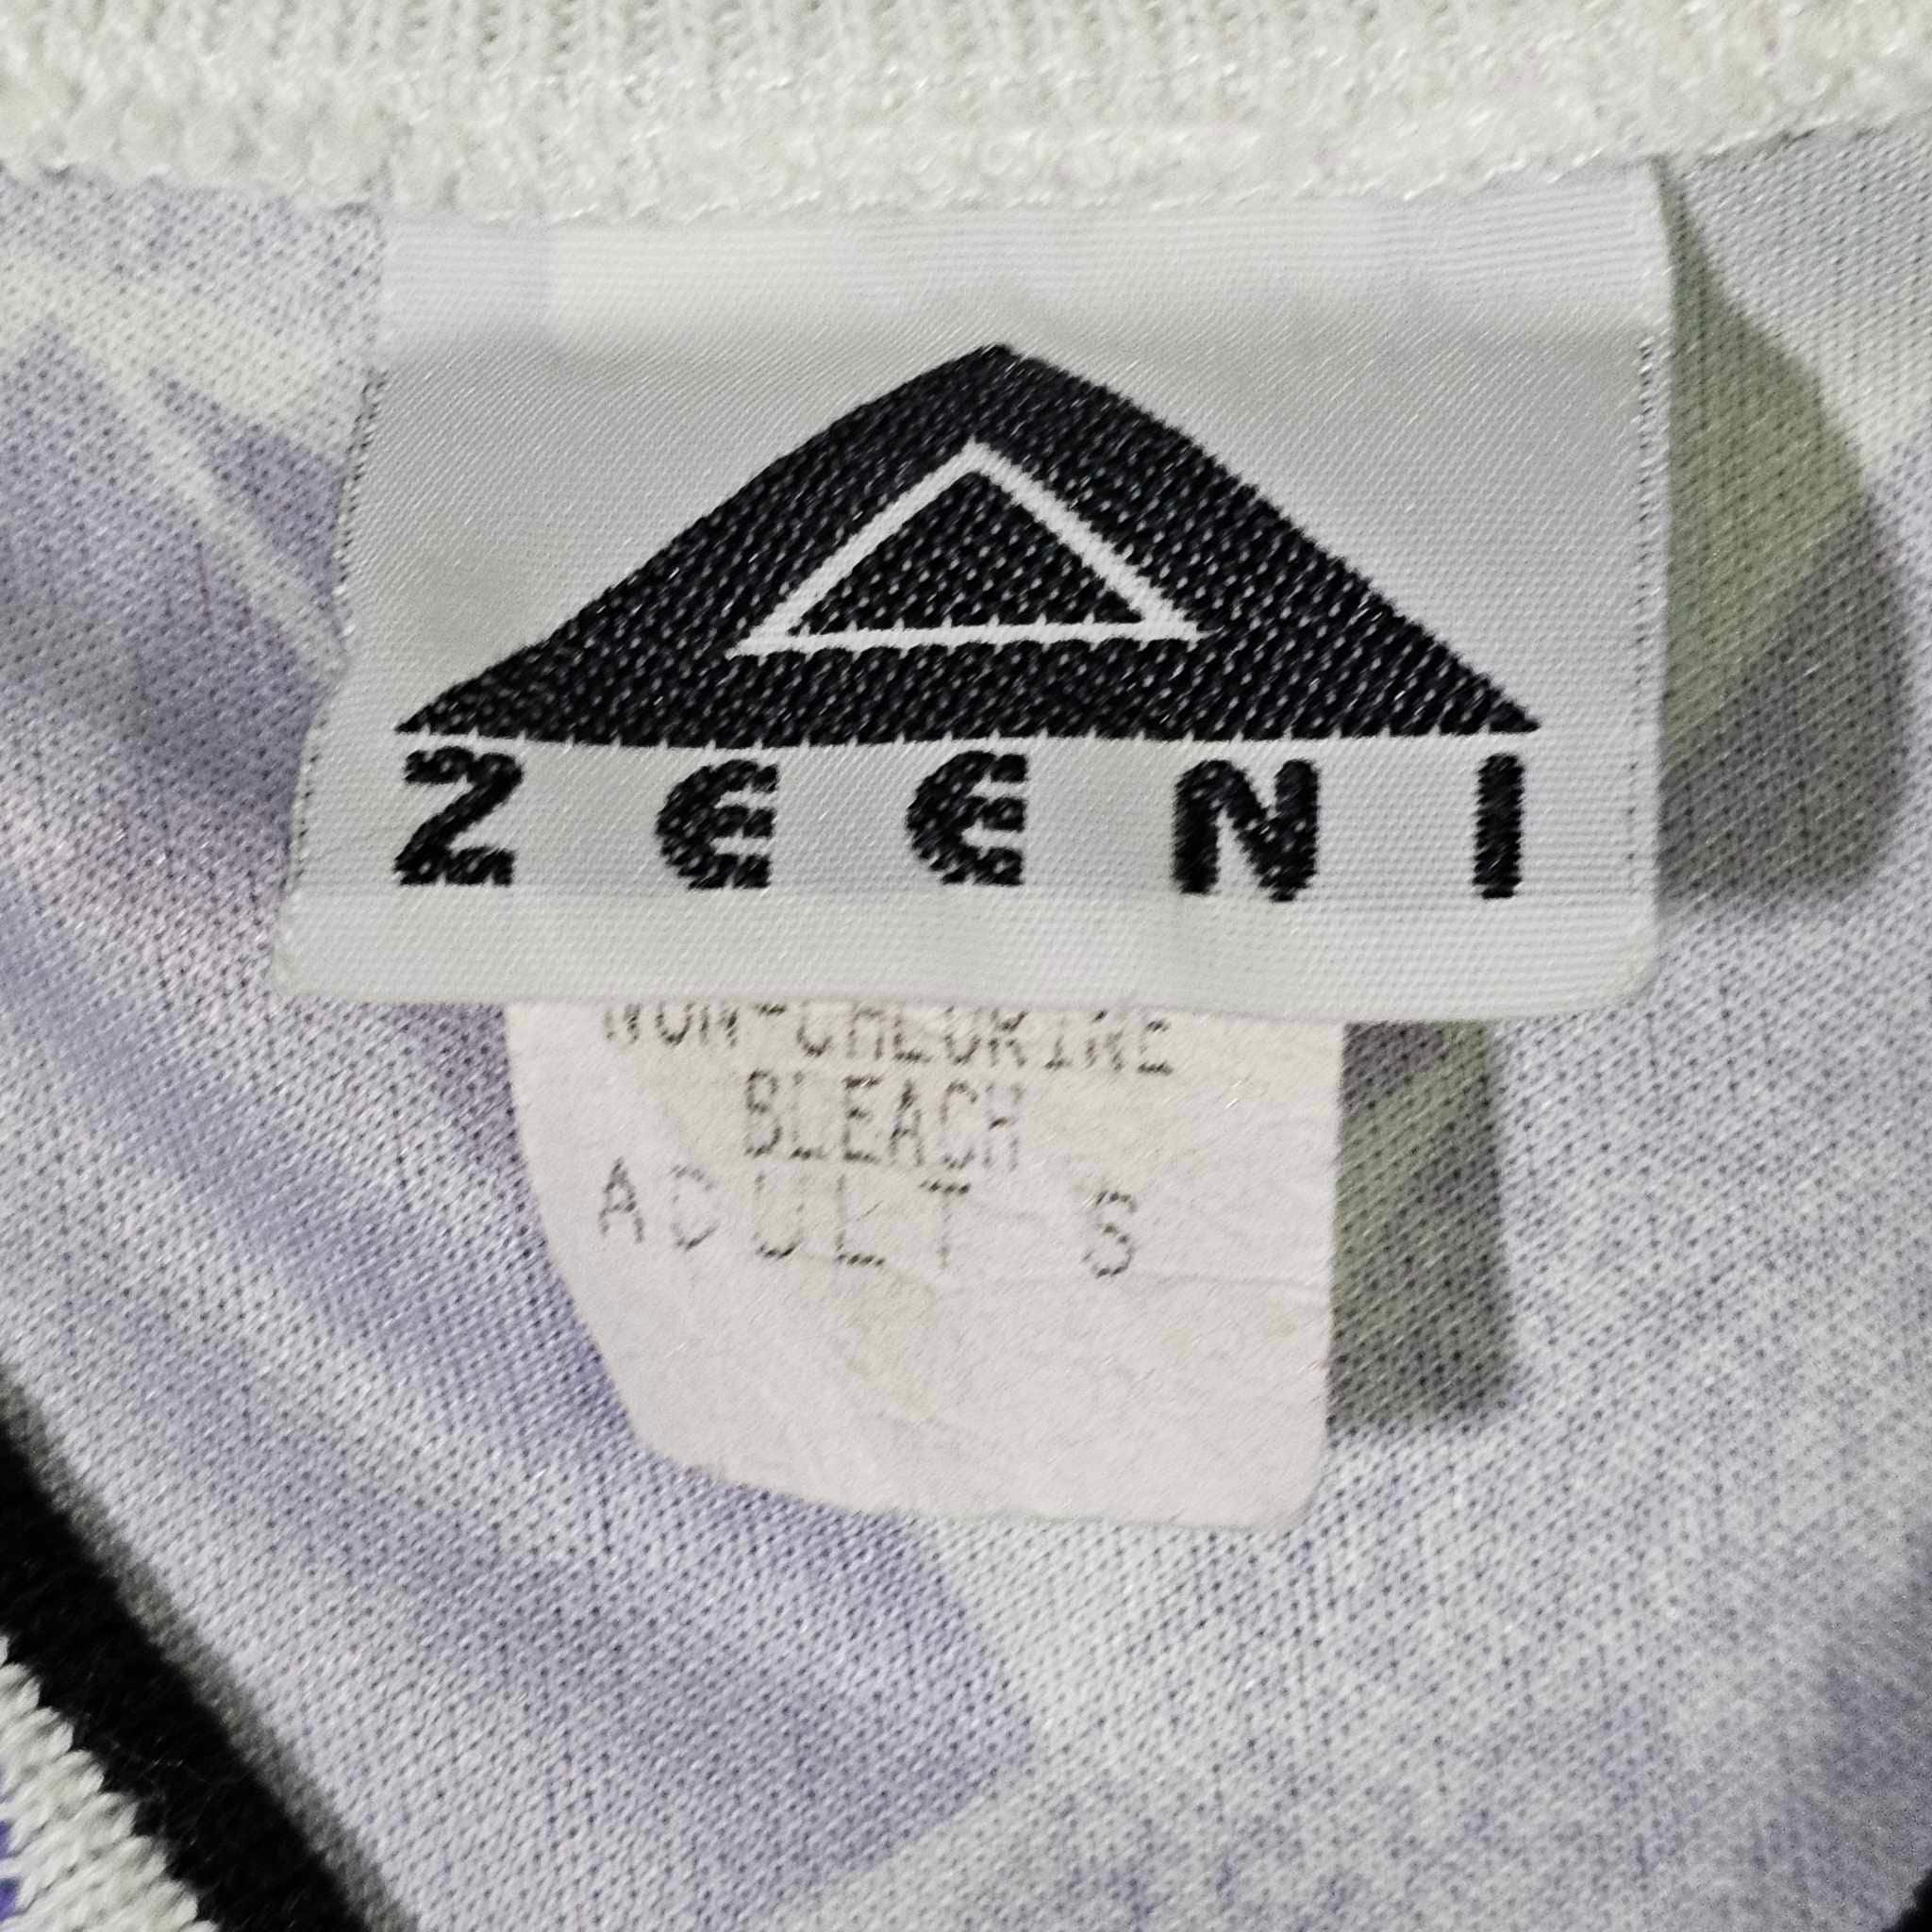 ZEENI
NON-CHLORINE
BLEACH
ADULT S